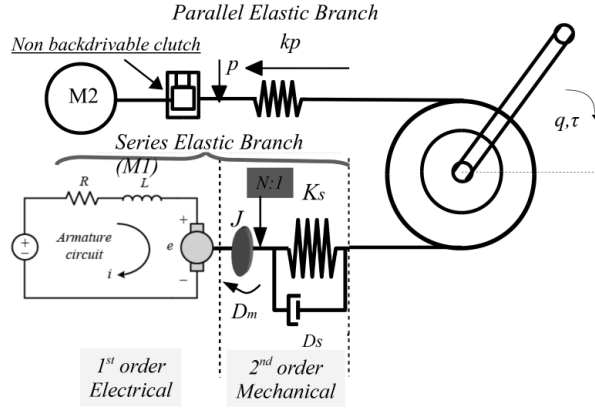 Parallel Elastic Branch
Non backdrivable clutch
p
kp
M2
q,τ
Series Elastic Branch
(M1)
R
L
N:1
Ks
J
+
Armature
circuit
e
i
−
Dm
Ds
1st order
Electrical
2nd order
Mechanical